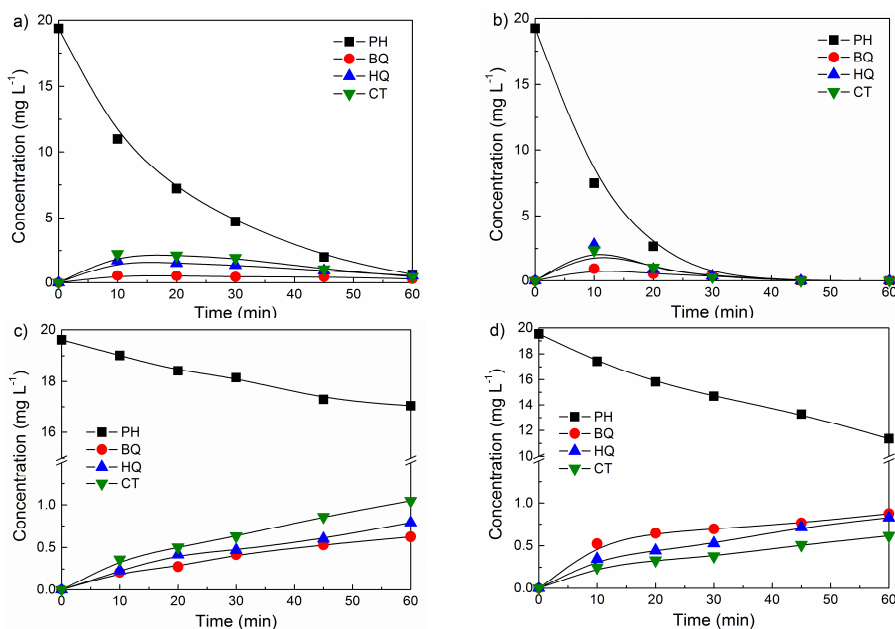 a)
Concentration (mg L⁻¹)
20
15
10
5
0
PH
BQ
HQ
CT
0 10 20 30 40 50 60
Time (min)
b)
Concentration (mg L⁻¹)
20
15
10
5
0
PH
BQ
HQ
CT
0 10 20 30 40 50 60
Time (min)
c)
Concentration (mg L⁻¹)
20
18
16
1.0
0.5
0.0
PH
BQ
HQ
CT
0 10 20 30 40 50 60
Time (min)
d)
Concentration (mg L⁻¹)
20
18
16
14
12
10
1.0
0.5
0.0
PH
BQ
HQ
CT
0 10 20 30 40 50 60
Time (min)